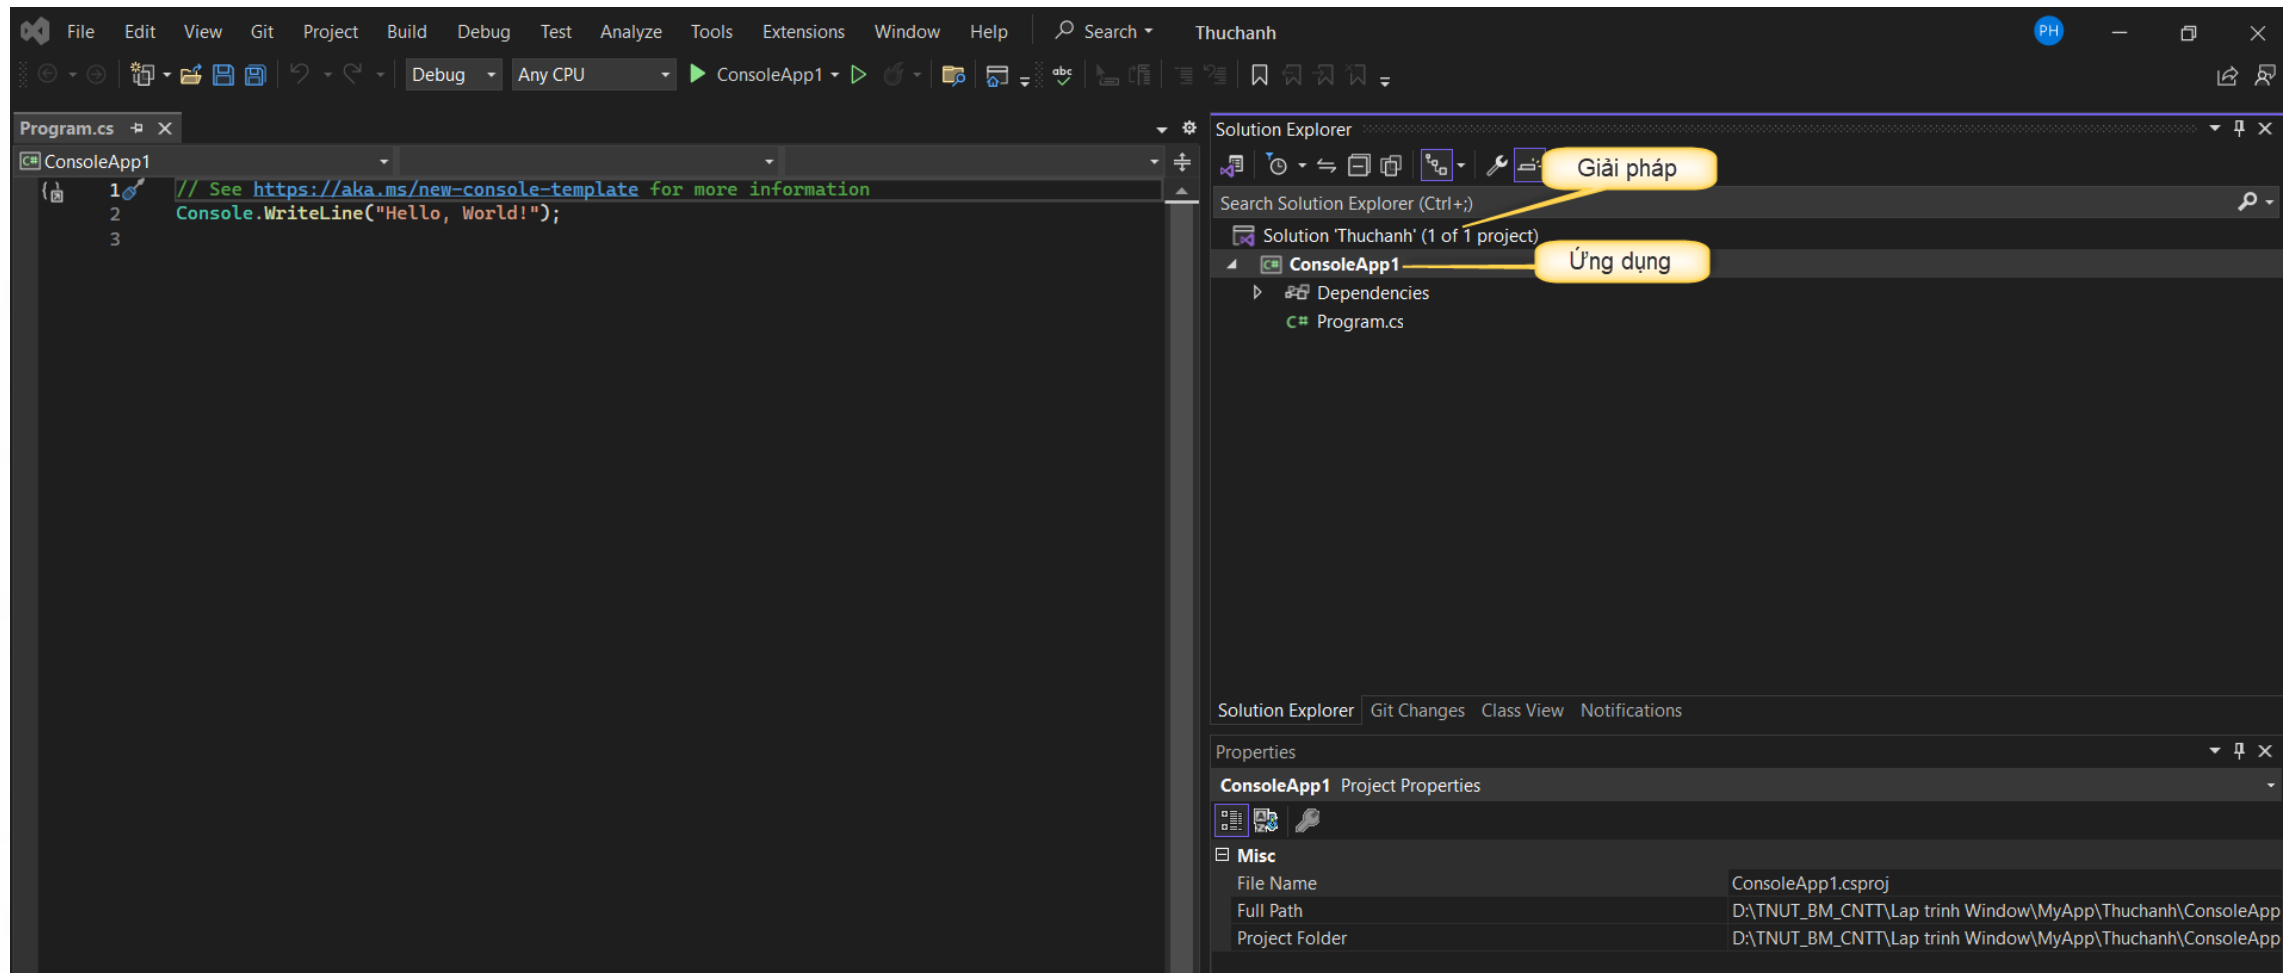 File Edit View Git Project Build Debug Test Analyze Tools Extensions Window Help Search Thuchanh PH
Debug Any CPU ConsoleApp1 abc
Program.cs
ConsoleApp1
1 // See https://aka.ms/new-console-template for more information
2 Console.WriteLine("Hello, World!");
3
Solution Explorer
Giải pháp
Search Solution Explorer (Ctrl+;)
Solution 'Thuchanh' (1 of 1 project)
C# ConsoleApp1
Ứng dụng
Dependencies
C# Program.cs
Solution Explorer Git Changes Class View Notifications
Properties
ConsoleApp1 Project Properties
Misc
File Name ConsoleApp1.csproj
Full Path D:\TNUT_BM_CNTT\Lap trinh Window\MyApp\Thuchanh\ConsoleApp
Project Folder D:\TNUT_BM_CNTT\Lap trinh Window\MyApp\Thuchanh\ConsoleApp